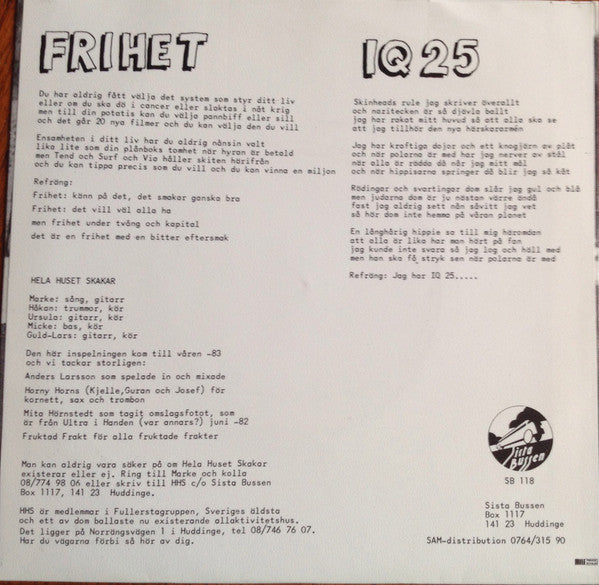 FRIHET
Du har aldrig fått välja det system som styr ditt liv
eller om du ska dö i cancer eller slaktas i nåt krig
men till din potatis kan du välja pannbiff eller sill
och det går 20 nya filmer och du kan välja den du vill
Ensamheten i ditt liv har du aldrig nånsin valt
lika lite som din plånboks tomhet när hyran är betald
men Tend och Surf och Via håller skiten härifrån
och du kan tippa precis som du vill och du kan vinna en miljon
Refräng:
Frihet: känn på det, det smakar ganska bra
Frihet: det vill väl alla ha
men frihet under tvång och kapital
det är en frihet med en bitter eftersmak
HELA HUSET SKAKAR
Marke: sång, gitarr
Håkan: trummor, kör
Ursula: gitarr, kör
Micke: bas, kör
Guld-Lars: gitarr, kör
Den här inspelningen kom till våren -83
och vi tackar storligen:
Anders Larsson som spelade in och mixade
Horny Horns (Kjelle,Guran och Josef) för
kornett, sax och trombon
Mita Hörnstedt som tagit omslagsfotot, som
är från Ultra i Handen (var annars?) juni -82
Fruktad Frakt för alla fruktade frakter
Man kan aldrig vara säker på om Hela Huset Skakar
existerar eller ej. Ring till Marke och kolla
08/774 98 06 eller skriv till HHS c/o Sista Bussen
Box 1117, 141 23 Huddinge.
HHS är medlemmar i Fullerstagruppen, Sveriges äldsta
och ett av dom ballaste nu existerande allaktivitetshus.
Det ligger på Norrängsvägen 1 i Huddinge, tel 08/746 76 07.
Har du vägarna förbi så hör av dig.
IQ 25
Skinheads rule jag skriver överallt
och nazitecken är så djävla ballt
jag har rakat mitt huvud så att alla ska se
att jag tillhör den nya härskararmén
Jag har kraftiga dojor och ett knogjärn av plåt
och när polarna är med har jag nerver av stål
när alla är rädda då når jag mitt mål
och när hippisarna springer då blir jag så kåt
Rödingar och svartingar dom slår jag gul och blå
men judarna dom är ju nästan värre ändå
fast jag aldrig sett nån såvitt jag vet
så hör dom inte hemma på våran planet
En långhårig hippie sa till mig häromdan
att alla är lika har man hört på fan
jag kunde inte svara så jag log och höll med
men han ska få stryk sen när polarna är med
Refräng: Jag har IQ 25.....
Sista Bussen
SB 118
Sista Bussen
Box 1117
141 23 Huddinge
SAM-distribution 0764/315 90